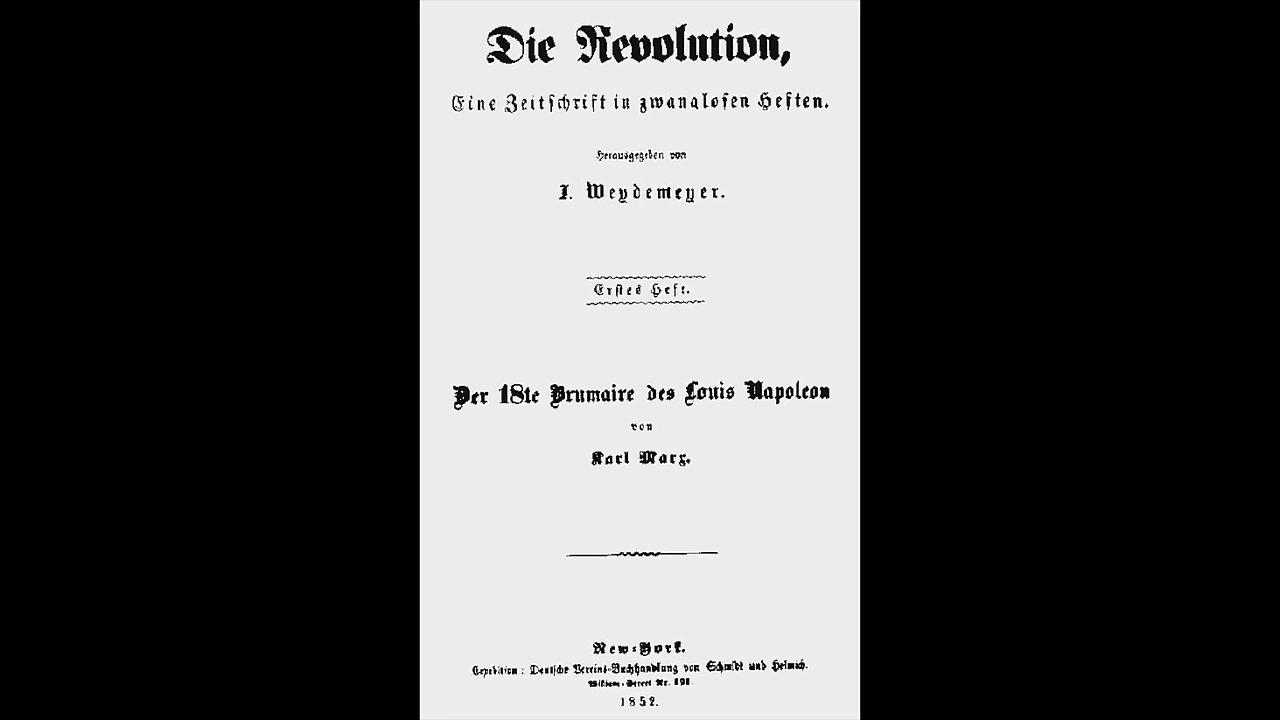 Die Revolution,
Eine Zeitschrift in zwanglosen Heften.
Herausgegeben von
J. Weydemeyer.
Erstes Heft.
Der 18te Brumaire des Louis Napoleon
von
Karl Marx.
New-York.
Expedition: Deutsche Vereins-Buchhandlung von Schmidt und Helmich.
William-Street Nr. 191.
1852.